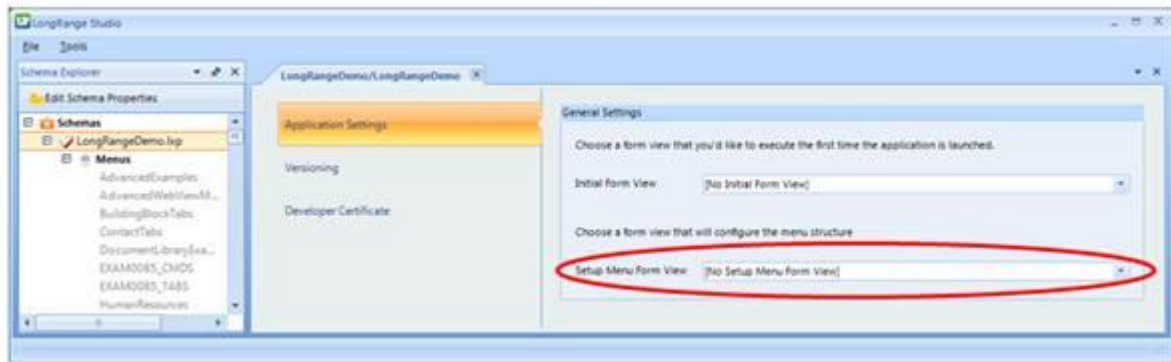 LongRange Studio
File Tools
Schema Explorer
Edit Schema Properties
Schemas
LongRangeDemo.lxp
Menus
AdvancedExamples
AdvancedWebViewM...
BuildingBlockTabs
ContactTabs
DocumentLibraryExa...
EXAM0085_CMDS
EXAM0085_TABS
HumanResources
LongRangeDemo/LongRangeDemo
Application Settings
Versioning
Developer Certificate
General Settings
Choose a form view that you'd like to execute the first time the application is launched.
Initial Form View [No Initial Form View]
Choose a form view that will configure the menu structure
Setup Menu Form View [No Setup Menu Form View]